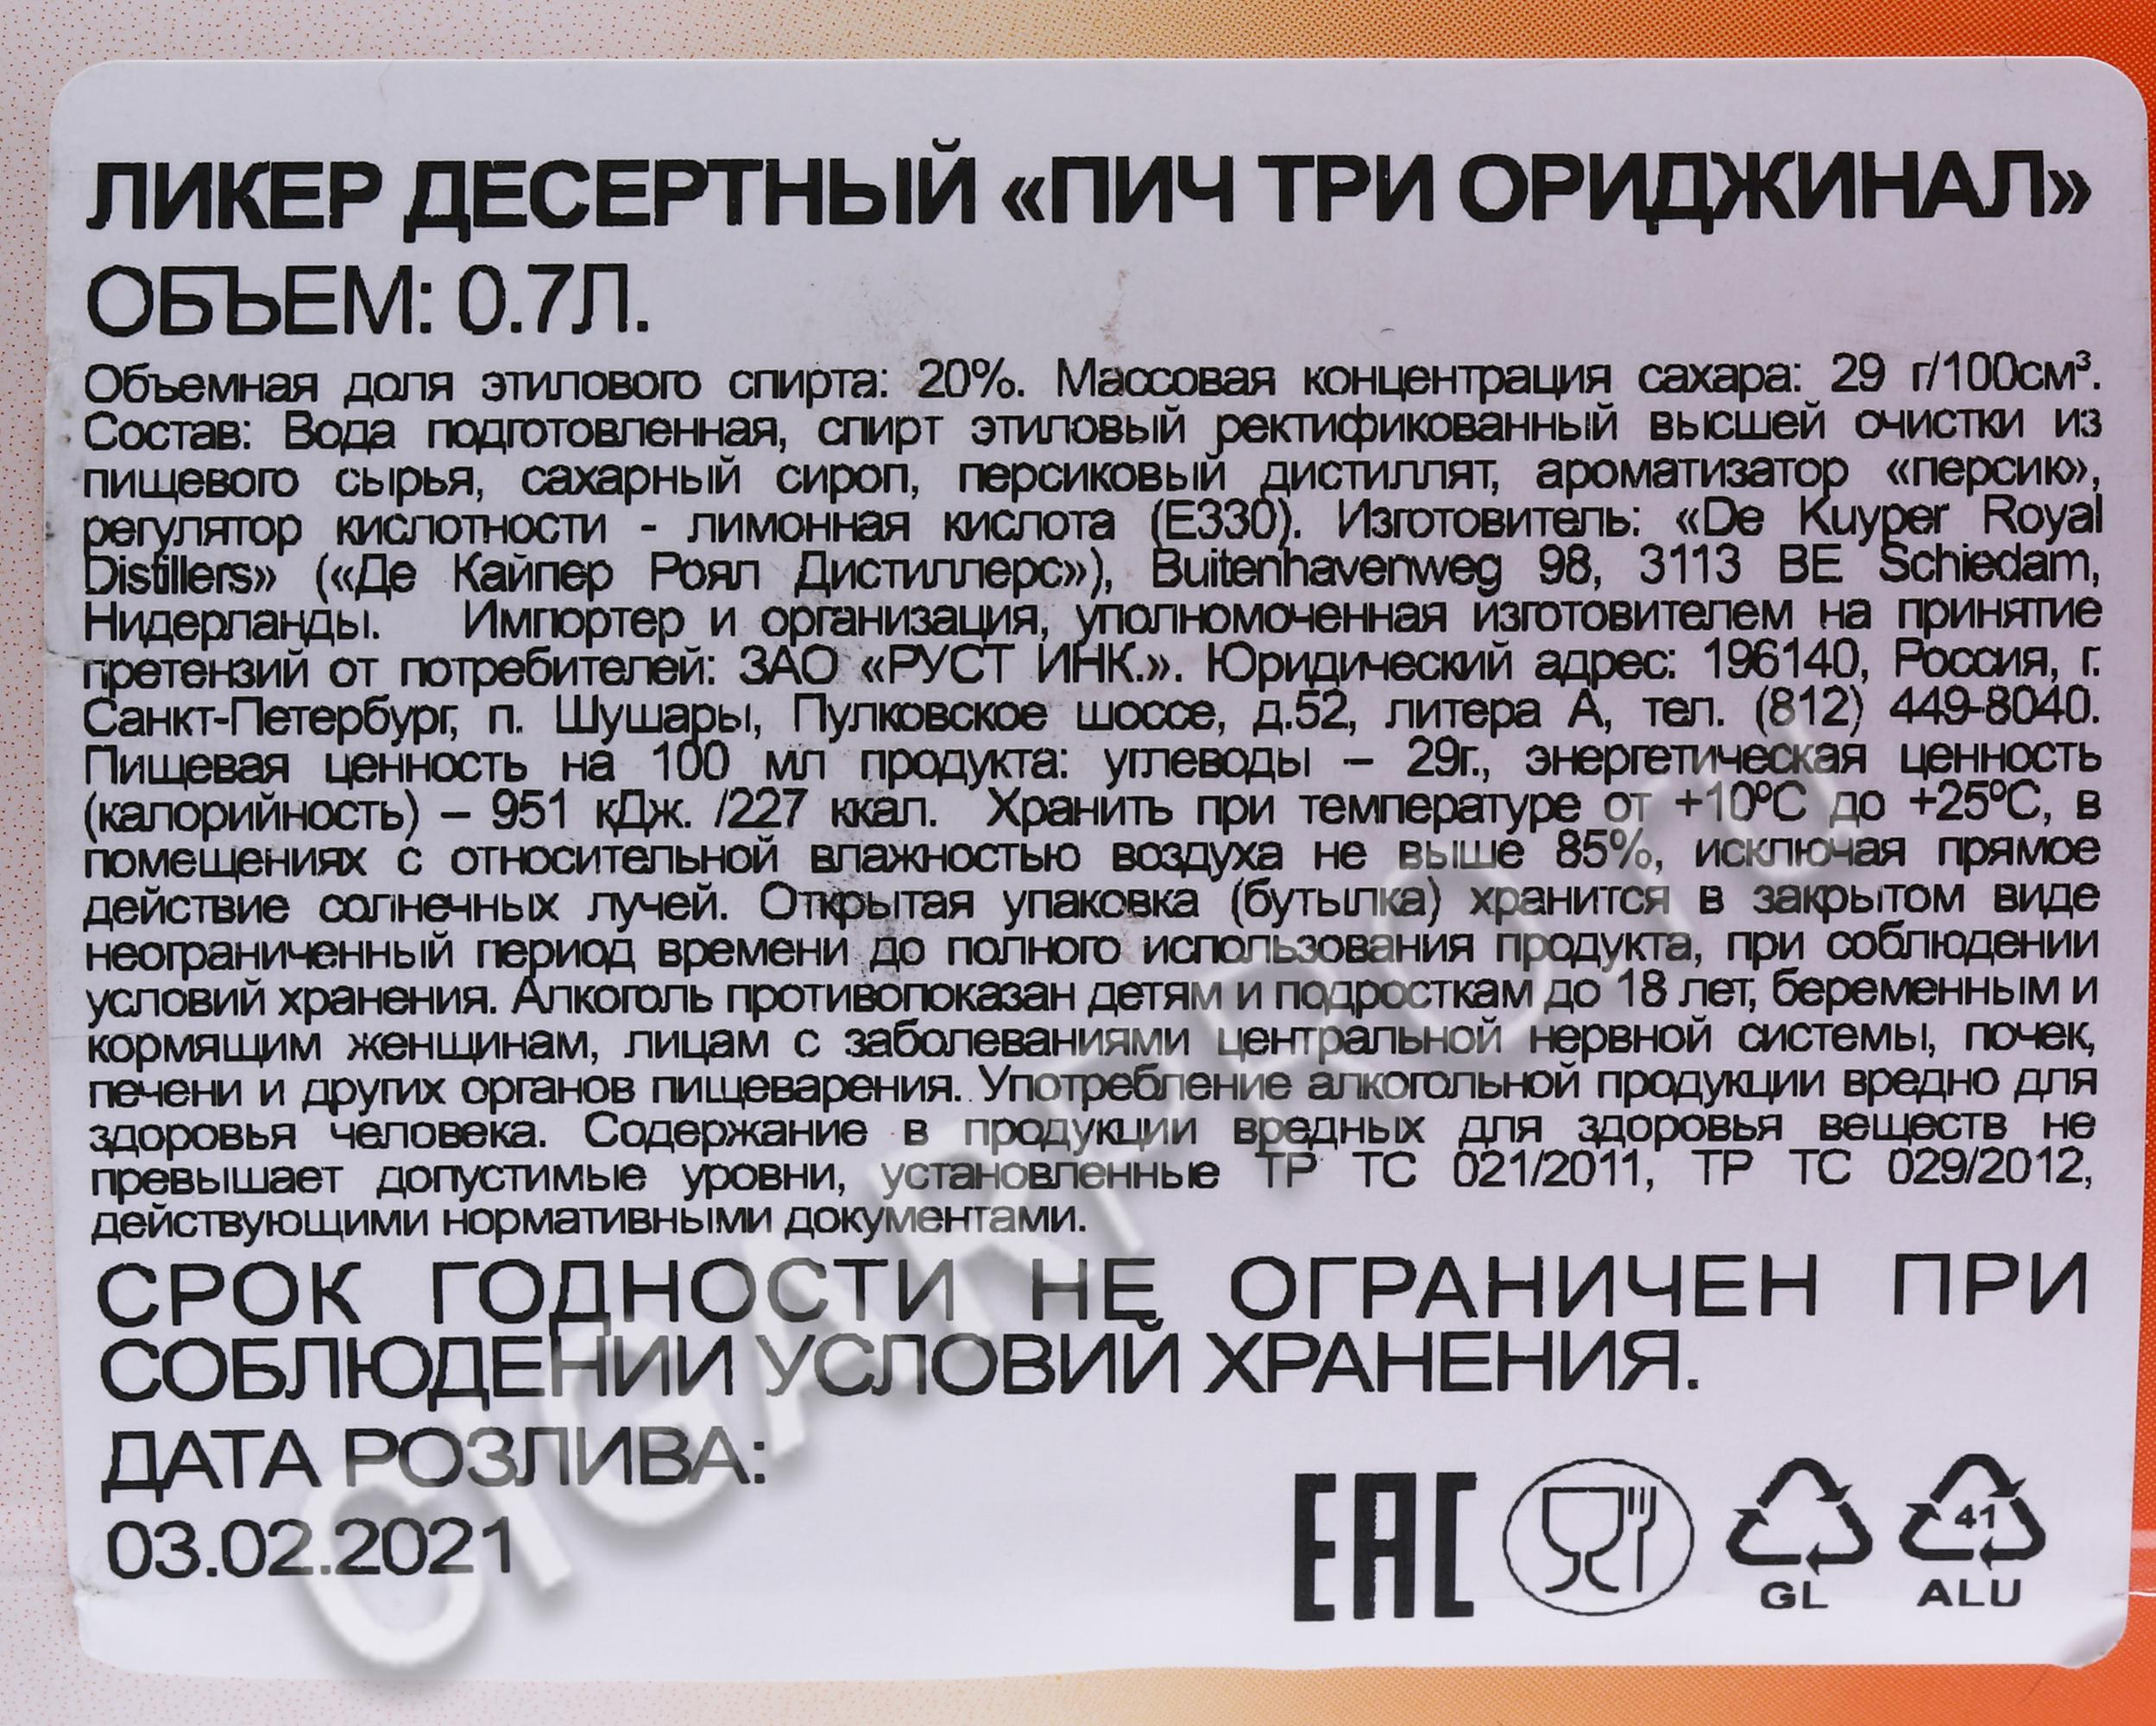 ЛИКЕР ДЕСЕРТНЫЙ «ПИЧ ТРИ ОРИДЖИНАЛ»
ОБЪЕМ: 0.7Л.
Объемная доля этилового спирта: 20%. Массовая концентрация сахара: 29 г/100см³.
Состав: Вода подготовленная, спирт этиловый ректификованный высшей очистки из
пищевого сырья, сахарный сироп, персиковый дистиллят, ароматизатор «персик»,
регулятор кислотности - лимонная кислота (Е330). Изготовитель: «De Kuyper Royal
Distillers» («Де Кайпер Роял Дистиллерс»), Buitenhavenweg 98, 3113 BE Schiedam,
Нидерланды. Импортер и организация, уполномоченная изготовителем на принятие
претензий от потребителей: ЗАО «РУСТ ИНК.». Юридический адрес: 196140, Россия, г.
Санкт-Петербург, п. Шушары, Пулковское шоссе, д.52, литера А, тел. (812) 449-8040.
Пищевая ценность на 100 мл продукта: углеводы – 29г., энергетическая ценность
(калорийность) – 951 кДж. /227 ккал. Хранить при температуре от +10ºС до +25ºС, в
помещениях с относительной влажностью воздуха не выше 85%, исключая прямое
действие солнечных лучей. Открытая упаковка (бутылка) хранится в закрытом виде
неограниченный период времени до полного использования продукта, при соблюдении
условий хранения. Алкоголь противопоказан детям и подросткам до 18 лет, беременным и
кормящим женщинам, лицам с заболеваниями центральной нервной системы, почек,
печени и других органов пищеварения. Употребление алкогольной продукции вредно для
здоровья человека. Содержание в продукции вредных для здоровья веществ не
превышает допустимые уровни, установленные ТР ТС 021/2011, ТР ТС 029/2012,
действующими нормативными документами.
СРОК ГОДНОСТИ НЕ ОГРАНИЧЕН ПРИ
СОБЛЮДЕНИИ УСЛОВИЙ ХРАНЕНИЯ.
ДАТА РОЗЛИВА:
03.02.2021
EAC
GL
41
ALU
CIGARPRO.ru